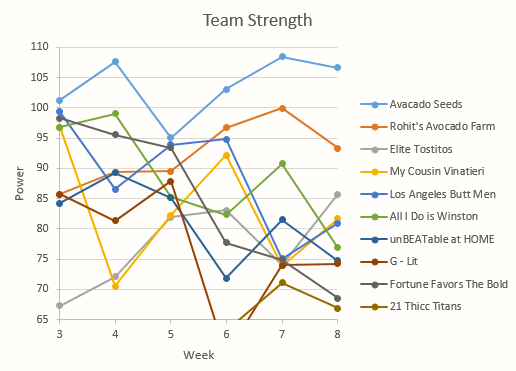 Team Strength
110
105
100
95
90
85
80
75
70
65
Power
3 4 5 6 7 8
Week
Avacado Seeds
Rohit's Avocado Farm
Elite Tostitos
My Cousin Vinatieri
Los Angeles Butt Men
All I Do is Winston
unBEATable at HOME
G - Lit
Fortune Favors The Bold
21 Thicc Titans